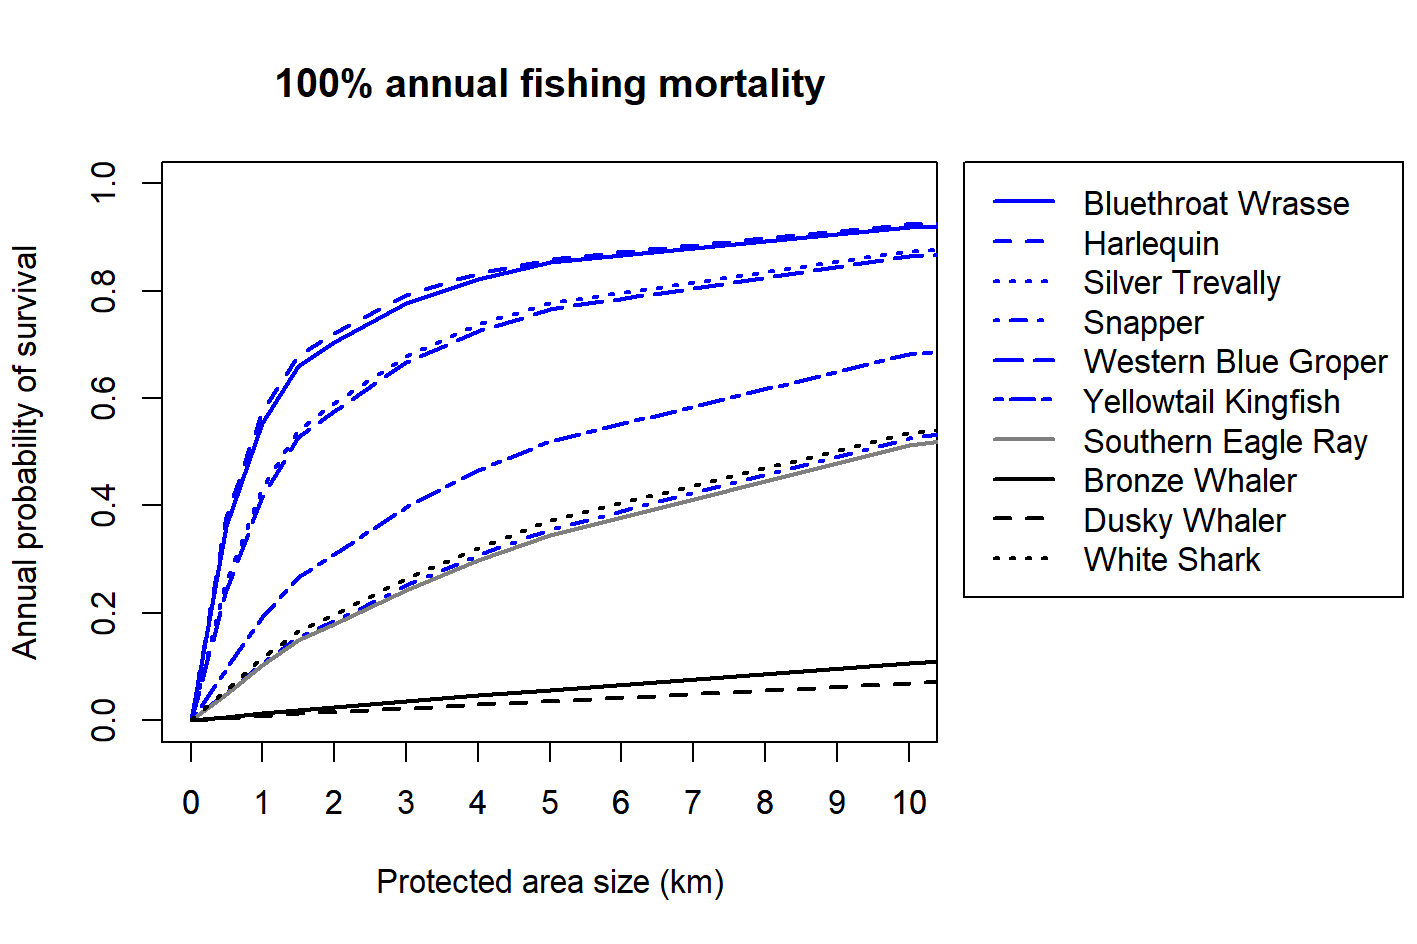 100% annual fishing mortality
Annual probability of survival
1.0
0.8
0.6
0.4
0.2
0.0
0 1 2 3 4 5 6 7 8 9 10
Protected area size (km)
Bluethroat Wrasse
Harlequin
Silver Trevally
Snapper
Western Blue Groper
Yellowtail Kingfish
Southern Eagle Ray
Bronze Whaler
Dusky Whaler
White Shark